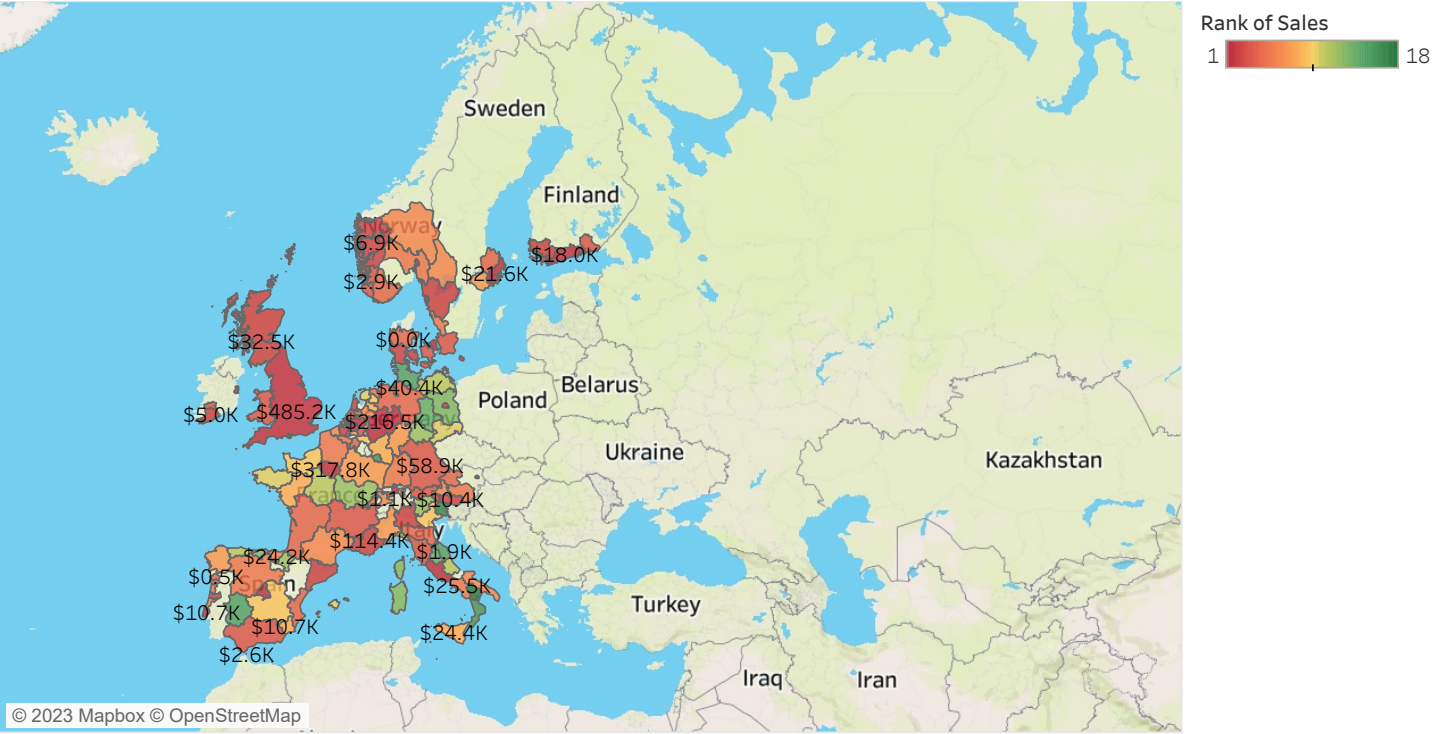 Rank of Sales
1
18
Sweden
Finland
Norway
$6.9K
$18.0K
$21.6K
$2.9K
$32.5K
$0.0K
$40.4K
Belarus
Poland
$5.0K
$485.2K
$216.5K
Ukraine
Kazakhstan
$317.8K
$58.9K
France
$1.1K
$10.4K
Italy
$114.4K
$1.9K
$24.2K
$0.5K
Spain
$25.5K
Turkey
$10.7K
$10.7K
$24.4K
$2.6K
Iraq
Iran
© 2023 Mapbox © OpenStreetMap